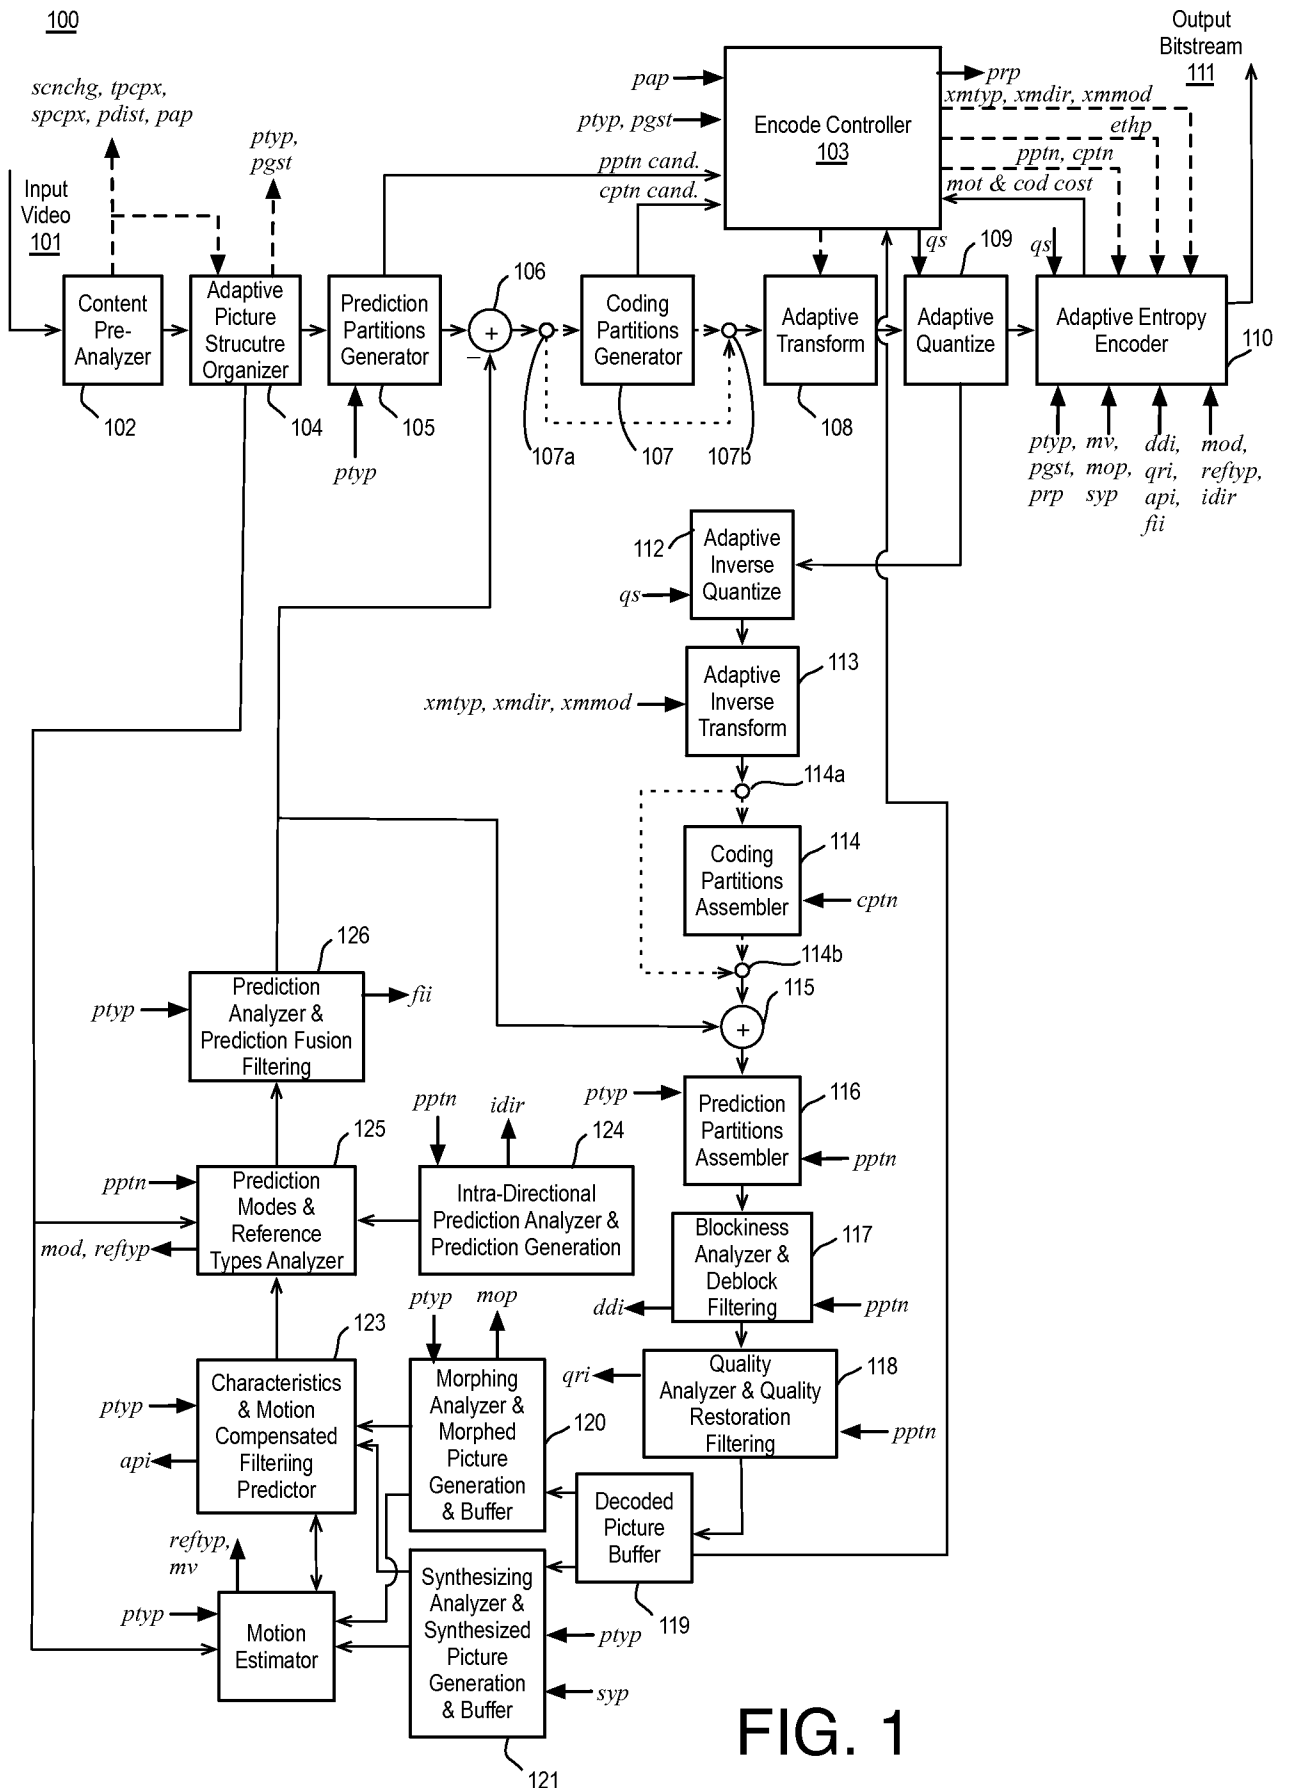 100
scnchg, tpcpx,
spcpx, pdist, pap
ptyp,
pgst
Input
Video
101
pap
ptyp, pgst
pptn cand.
cptn cand.
Encode Controller
103
prp
xmtyp, xmdir, xmmod
ethp
pptn, cptn
mot & cod cost
Output
Bitstream
111
qs
109
qs
Content
Pre-
Analyzer
102
Adaptive
Picture
Strucutre
Organizer
104
Prediction
Partitions
Generator
105
ptyp
106
+
−
107a
Coding
Partitions
Generator
107
107b
Adaptive
Transform
108
Adaptive
Quantize
Adaptive Entropy
Encoder
110
ptyp,
pgst,
prp
mv,
mop,
syp
ddi,
qri,
api,
fii
mod,
reftyp,
idir
112
Adaptive
Inverse
Quantize
qs
113
Adaptive
Inverse
Transform
xmtyp, xmdir, xmmod
114a
114
Coding
Partitions
Assembler
cptn
114b
115
+
126
Prediction
Analyzer &
Prediction Fusion
Filtering
ptyp
fii
ptyp
116
Prediction
Partitions
Assembler
pptn
125
Prediction
Modes &
Reference
Types Analyzer
pptn
mod, reftyp
pptn
idir
124
Intra-Directional
Prediction Analyzer &
Prediction Generation
117
Blockiness
Analyzer &
Deblock
Filtering
ddi
pptn
118
Quality
Analyzer & Quality
Restoration
Filtering
qri
pptn
123
Characteristics
& Motion
Compensated
Filteriing
Predictor
ptyp
api
ptyp
mop
Morphing
Analyzer &
Morphed
Picture
Generation
& Buffer
120
Decoded
Picture
Buffer
119
reftyp,
mv
ptyp
Motion
Estimator
Synthesizing
Analyzer &
Synthesized
Picture
Generation
& Buffer
ptyp
syp
121
FIG. 1